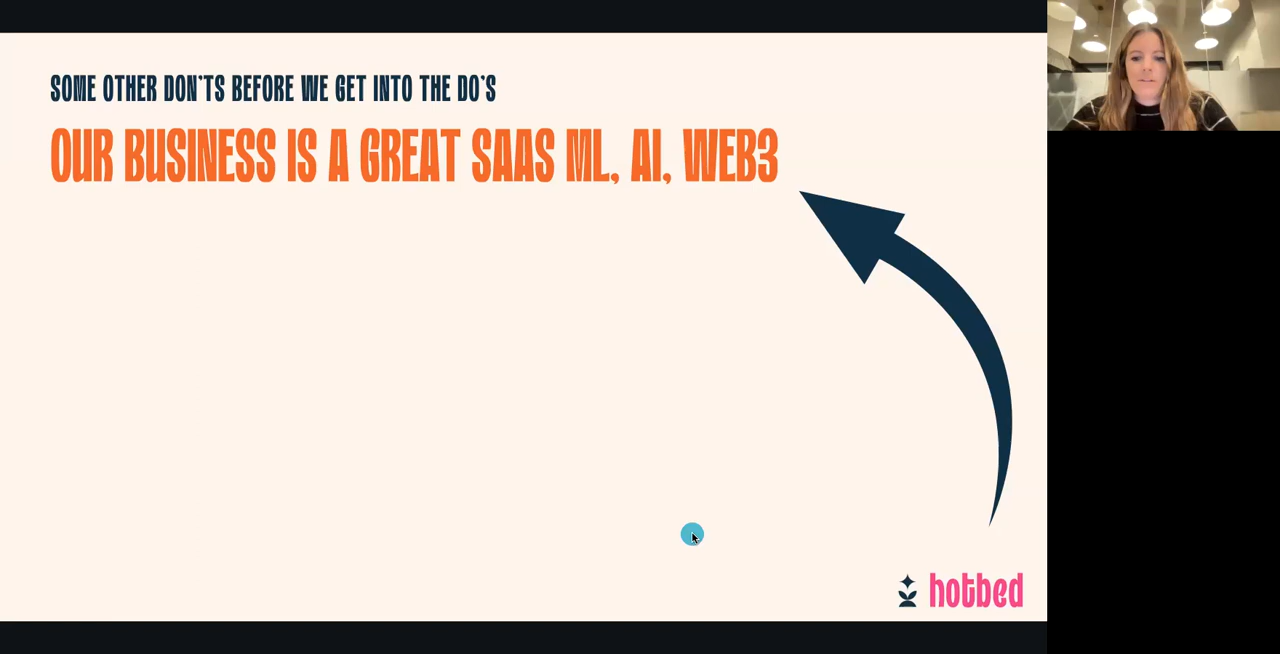 SOME OTHER DON'TS BEFORE WE GET INTO THE DO'S
OUR BUSINESS IS A GREAT SAAS ML, AI, WEB3
hotbed